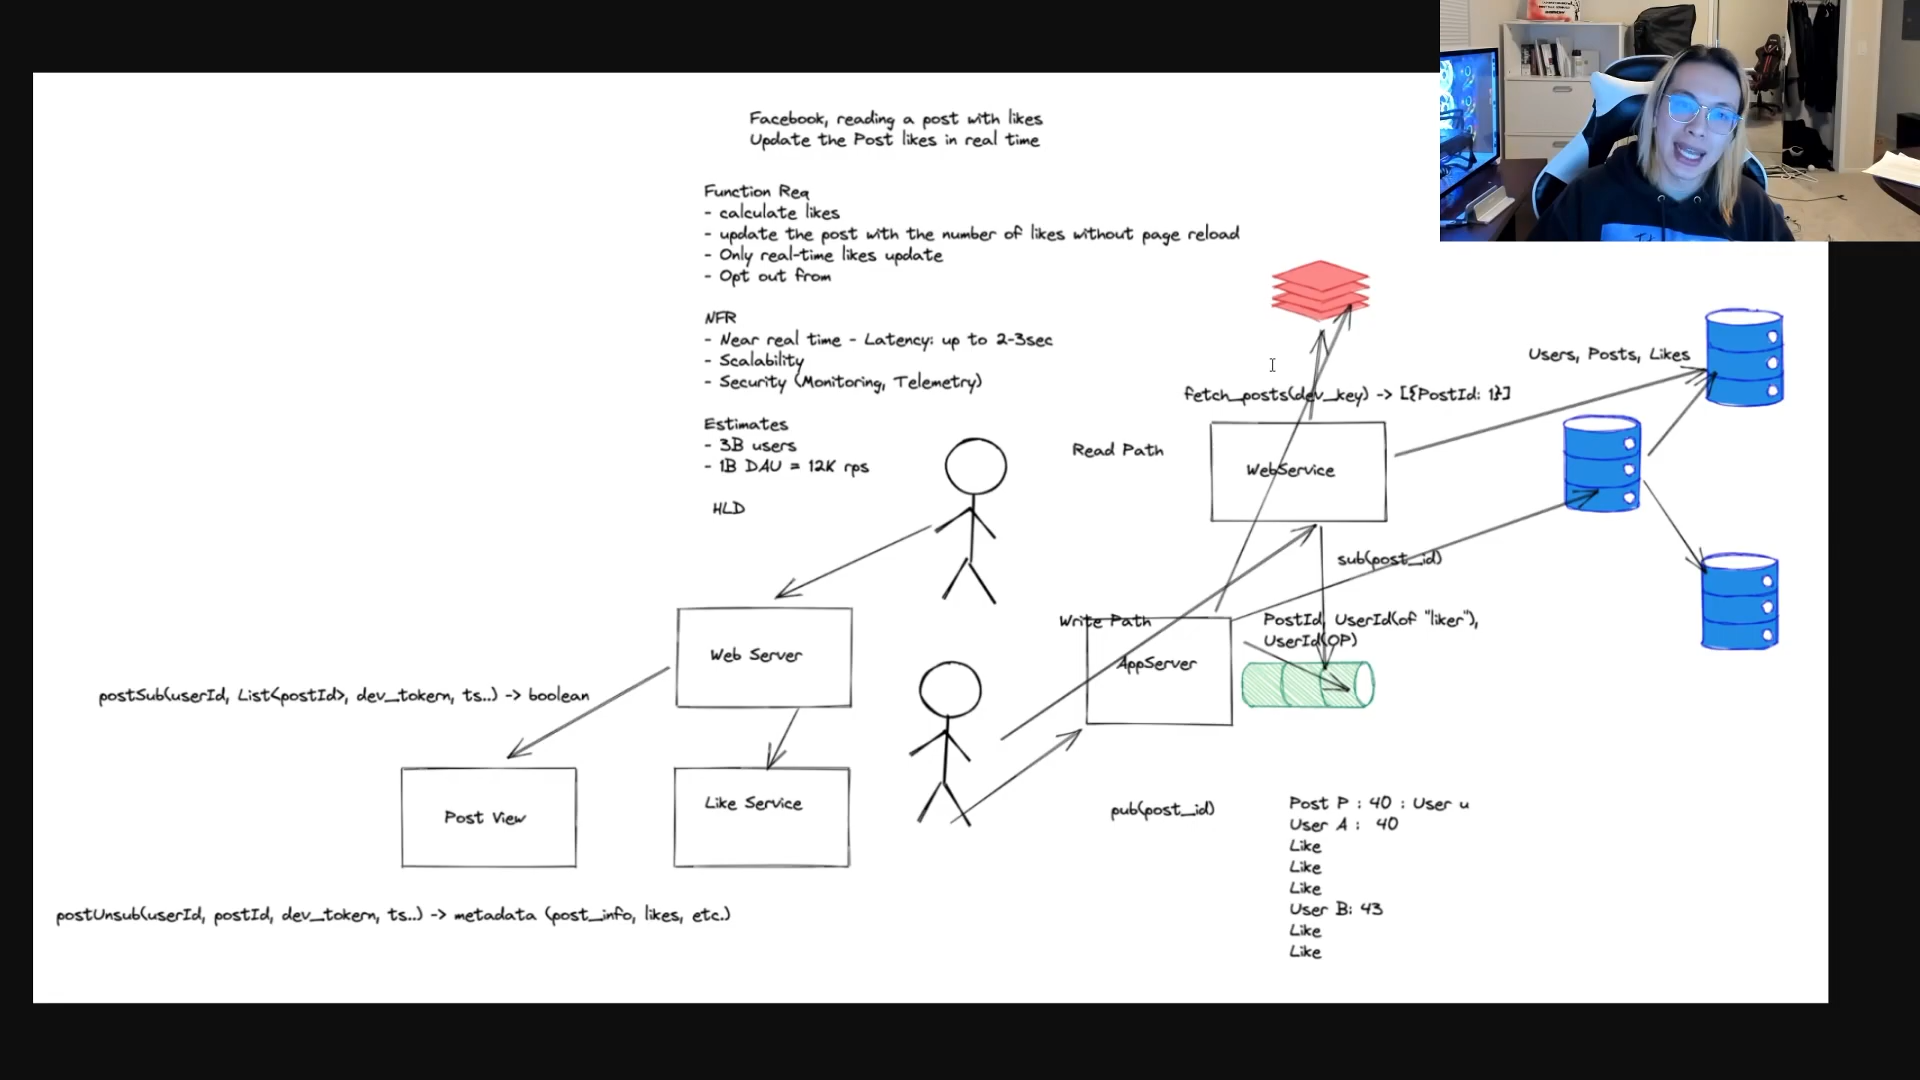 Facebook, reading a post with likes
Update the Post likes in real time
Function Req
- calculate likes
- update the post with the number of likes without page reload
- Only real-time likes update
- Opt out from
NFR
- Near real time - Latency: up to 2-3sec
- Scalability
- Security (Monitoring, Telemetry)
Estimates
- 3B users
- 1B DAU = 12K rps
HLD
Web Server
postSub(userId, List<postId>, dev_tokern, ts..) -> boolean
Post View
Like Service
postUnsub(userId, postId, dev_tokern, ts..) -> metadata (post_info, likes, etc.)
Users, Posts, Likes
fetch_posts(dev_key) -> [{PostId: 1}]
Read Path
WebService
sub(post_id)
Write Path
PostId, UserId(of "liker"),
UserId(OP)
AppServer
pub(post_id)
Post P : 40 : User u
User A : 40
Like
Like
Like
User B: 43
Like
Like